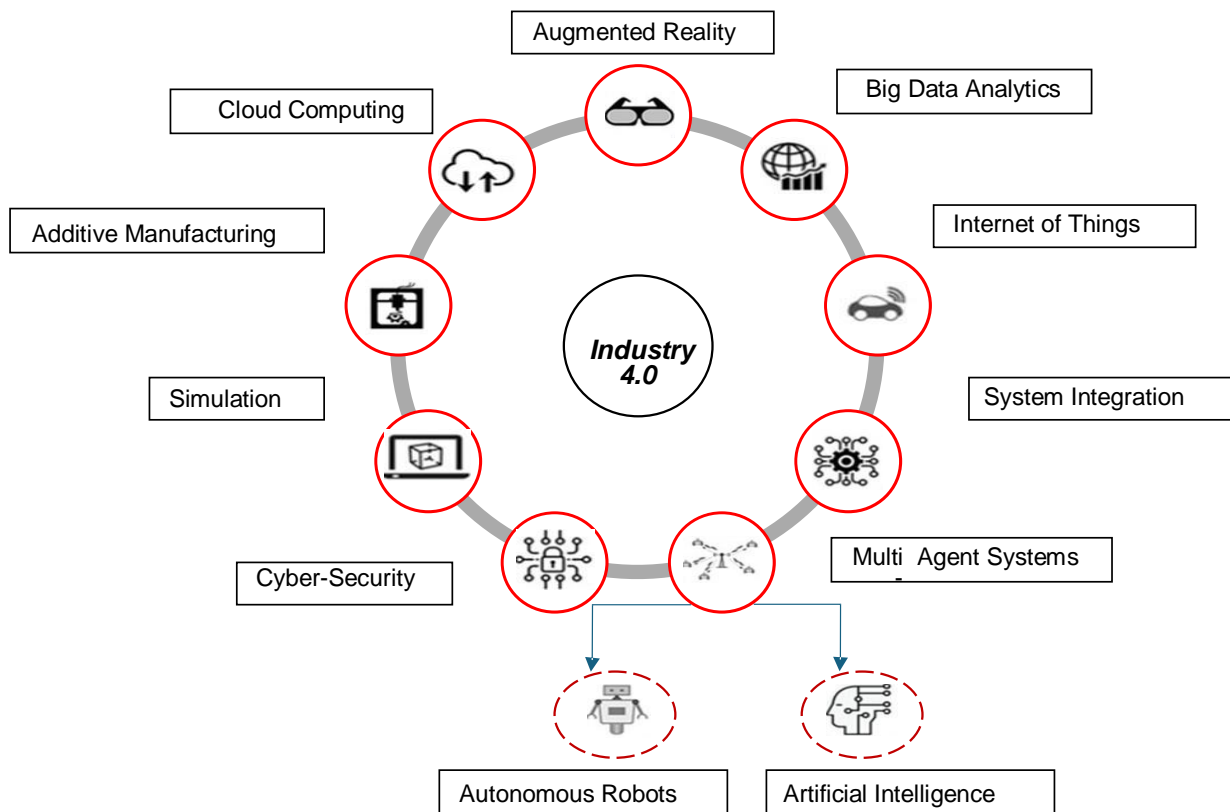 Augmented Reality
Big Data Analytics
Cloud Computing
Internet of Things
Additive Manufacturing
Industry
4.0
Simulation
System Integration
Multi - Agent Systems
Cyber-Security
Autonomous Robots
Artificial Intelligence